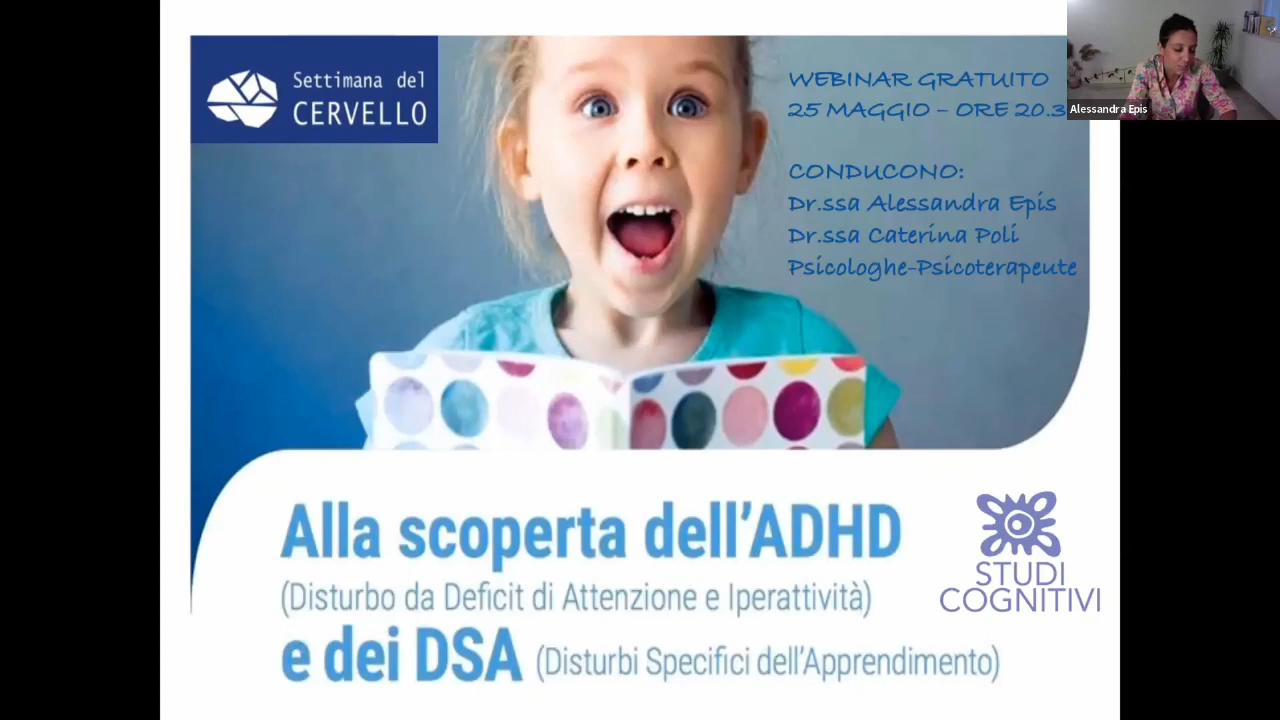 Settimana del
CERVELLO
WEBINAR GRATUITO
25 MAGGIO – ORE 20.3
Alessandra Epis
CONDUCONO:
Dr.ssa Alessandra Epis
Dr.ssa Caterina Poli
Psicologhe-Psicoterapeute
Alla scoperta dell'ADHD
(Disturbo da Deficit di Attenzione e Iperattività)
e dei DSA (Disturbi Specifici dell'Apprendimento)
STUDI
COGNITIVI